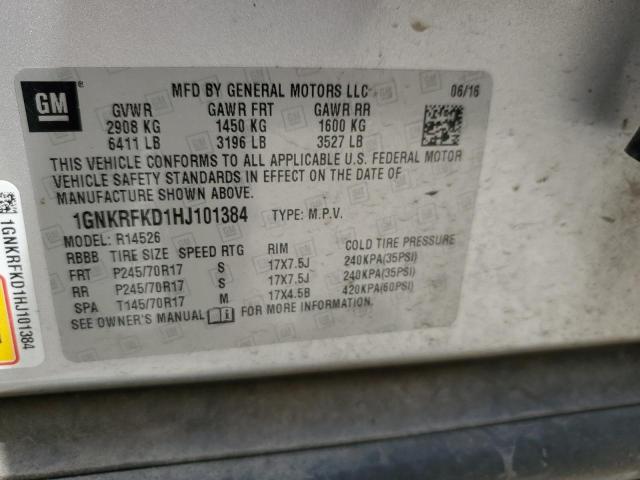 GM
MFD BY GENERAL MOTORS LLC 06/16
GVWR GAWR FRT GAWR RR
2908 KG 1450 KG 1600 KG
6411 LB 3196 LB 3527 LB
THIS VEHICLE CONFORMS TO ALL APPLICABLE U.S. FEDERAL MOTOR
VEHICLE SAFETY STANDARDS IN EFFECT ON THE DATE OF
MANUFACTURE SHOWN ABOVE.
1GNKRFKD1HJ101384 TYPE: M.P.V.
MODEL: R14526
RBBB TIRE SIZE SPEED RTG RIM COLD TIRE PRESSURE
FRT P245/70R17 S 17X7.5J 240KPA(35PSI)
RR P245/70R17 S 17X7.5J 240KPA(35PSI)
SPA T145/70R17 M 17X4.5B 420KPA(60PSI)
SEE OWNER'S MANUAL FOR MORE INFORMATION
1GNKRFKD1HJ101384